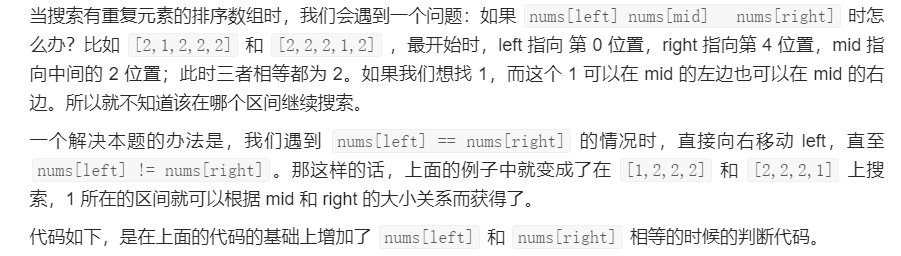 当搜索有重复元素的排序数组时，我们会遇到一个问题：如果 nums[left] nums[mid] nums[right] 时怎
么办？比如 [2,1,2,2,2] 和 [2,2,2,1,2] ，最开始时，left 指向 第 0 位置，right 指向第 4 位置，mid 指
向中间的 2 位置；此时三者相等都为 2。如果我们想找 1，而这个 1 可以在 mid 的左边也可以在 mid 的右
边。所以就不知道该在哪个区间继续搜索。
一个解决本题的办法是，我们遇到 nums[left] == nums[right] 的情况时，直接向右移动 left，直至
nums[left] != nums[right] 。那这样的话，上面的例子中就变成了在 [1,2,2,2] 和 [2,2,2,1] 上搜
索，1 所在的区间就可以根据 mid 和 right 的大小关系而获得了。
代码如下，是在上面的代码的基础上增加了 nums[left] 和 nums[right] 相等的时候的判断代码。